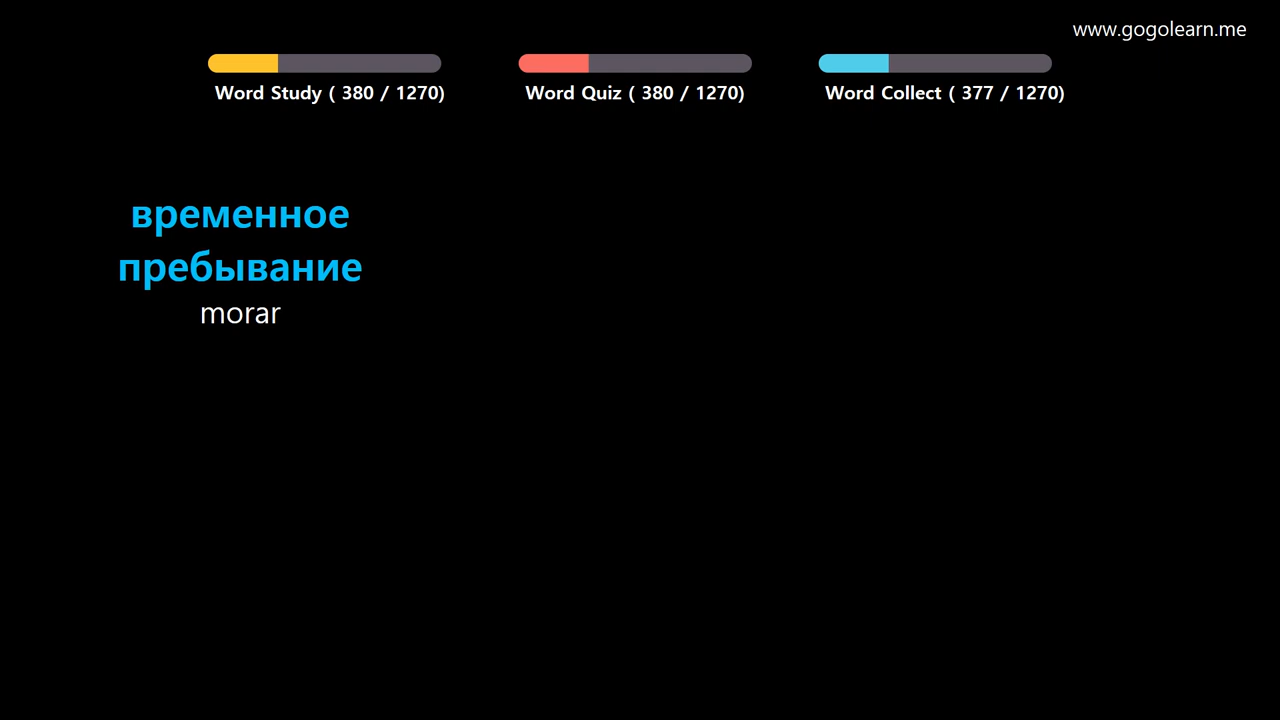 www.gogolearn.me
Word Study ( 380 / 1270)
Word Quiz ( 380 / 1270)
Word Collect ( 377 / 1270)
временное
пребывание
morar